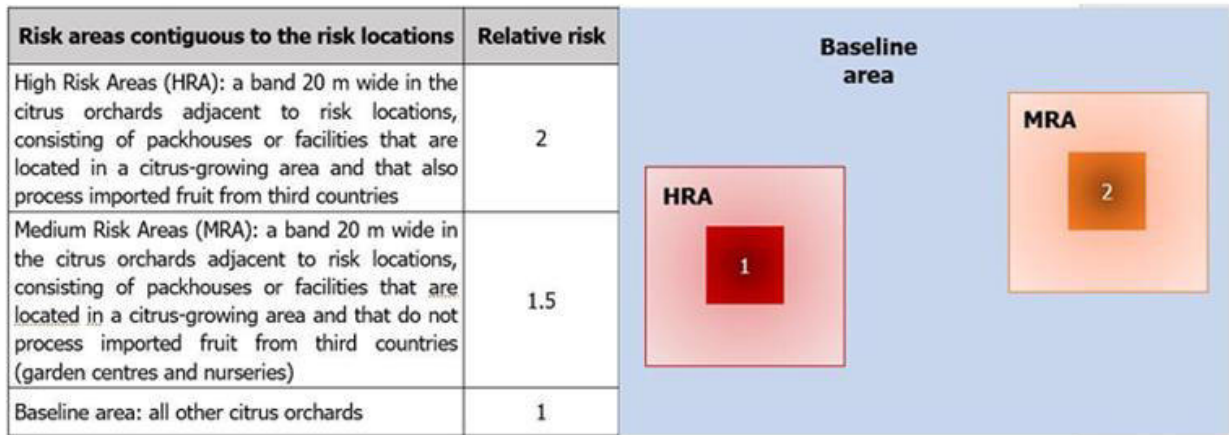 Risk areas contiguous to the risk locations
Relative risk
High Risk Areas (HRA): a band 20 m wide in the
citrus orchards adjacent to risk locations,
consisting of packhouses or facilities that are
located in a citrus-growing area and that also
process imported fruit from third countries
2
Medium Risk Areas (MRA): a band 20 m wide in
the citrus orchards adjacent to risk locations,
consisting of packhouses or facilities that are
located in a citrus-growing area and that do not
process imported fruit from third countries
(garden centres and nurseries)
1.5
Baseline area: all other citrus orchards
1
Baseline
area
MRA
2
HRA
1